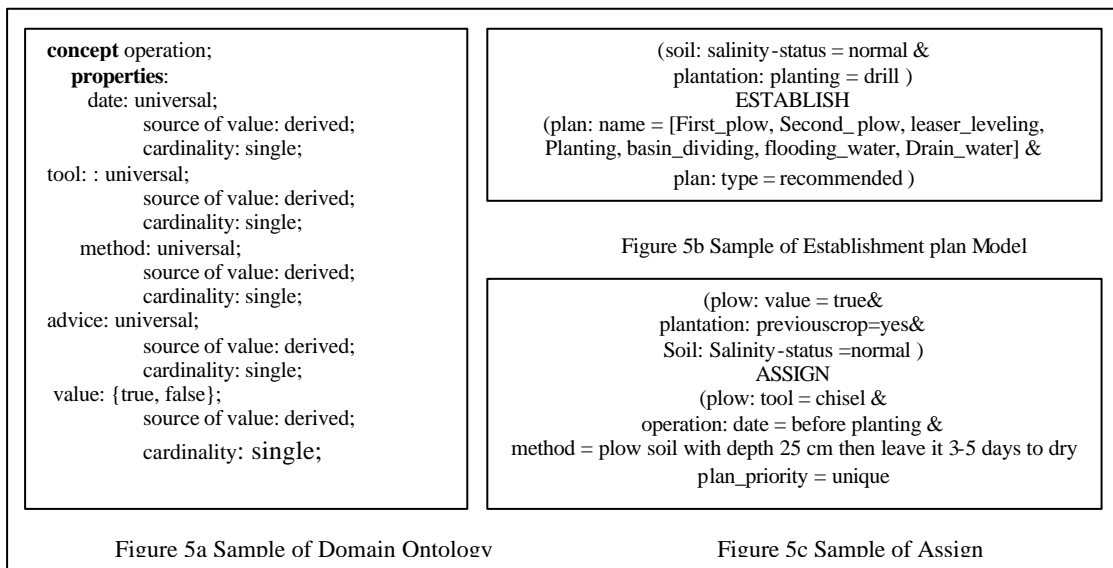 concept operation;
properties:
date: universal;
source of value: derived;
cardinality: single;
tool: : universal;
source of value: derived;
cardinality: single;
method: universal;
source of value: derived;
cardinality: single;
advice: universal;
source of value: derived;
cardinality: single;
value: {true, false};
source of value: derived;
cardinality: single;
Figure 5a Sample of Domain Ontology
(soil: salinity-status = normal &
plantation: planting = drill )
ESTABLISH
(plan: name = [First_plow, Second_ plow, leaser_leveling,
Planting, basin_dividing, flooding_water, Drain_water] &
plan: type = recommended )
Figure 5b Sample of Establishment plan Model
(plow: value = true&
plantation: previouscrop=yes&
Soil: Salinity-status =normal )
ASSIGN
(plow: tool = chisel &
operation: date = before planting &
method = plow soil with depth 25 cm then leave it 3-5 days to dry
plan_priority = unique
Figure 5c Sample of Assign